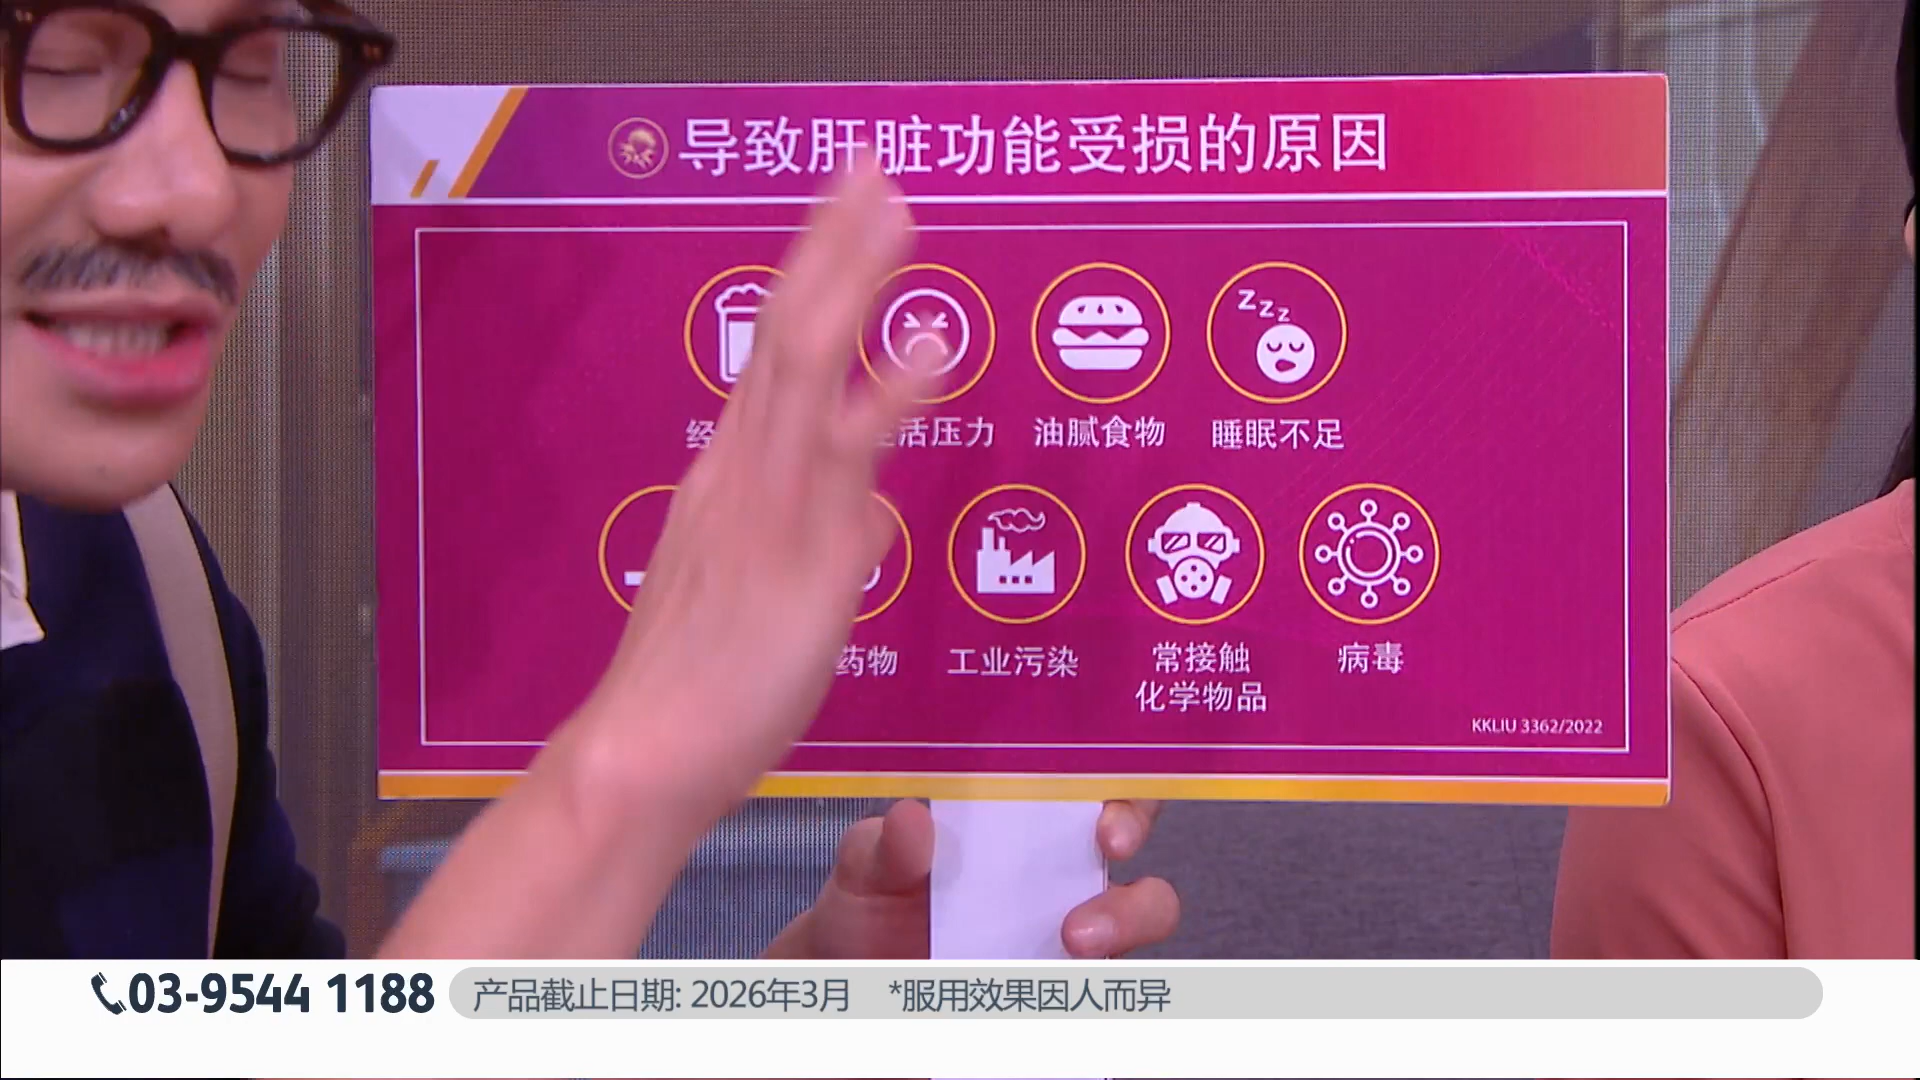 导致肝脏功能受损的原因
zzz
经
生活压力
油腻食物
睡眠不足
药物
工业污染
常接触
化学物品
病毒
KKLIU 3362/2022
03-9544 1188
产品截止日期: 2026年3月 *服用效果因人而异